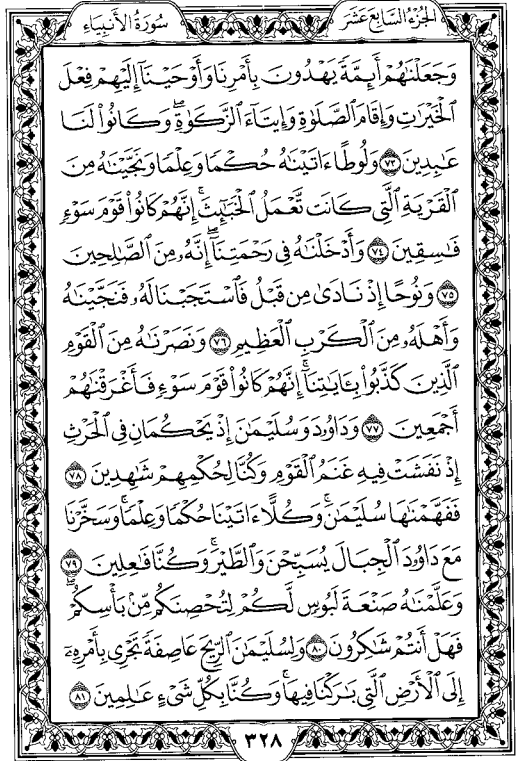 الجزء السابع عشر
سورة الأنبياء
وَجَعَلْنَٰهُمْ أَئِمَّةً يَهْدُونَ بِأَمْرِنَا وَأَوْحَيْنَآ إِلَيْهِمْ فِعْلَ
ٱلْخَيْرَٰتِ وَإِقَامَ ٱلصَّلَوٰةِ وَإِيتَآءَ ٱلزَّكَوٰةِ ۖ وَكَانُوا۟ لَنَا
عَٰبِدِينَ ٧٣ وَلُوطًا ءَاتَيْنَٰهُ حُكْمًا وَعِلْمًا وَنَجَّيْنَٰهُ مِنَ
ٱلْقَرْيَةِ ٱلَّتِى كَانَت تَّعْمَلُ ٱلْخَبَٰٓئِثَ ۗ إِنَّهُمْ كَانُوا۟ قَوْمَ سَوْءٍ
فَٰسِقِينَ ٧٤ وَأَدْخَلْنَٰهُ فِى رَحْمَتِنَآ ۖ إِنَّهُۥ مِنَ ٱلصَّٰلِحِينَ
٧٥ وَنُوحًا إِذْ نَادَىٰ مِن قَبْلُ فَٱسْتَجَبْنَا لَهُۥ فَنَجَّيْنَٰهُ
وَأَهْلَهُۥ مِنَ ٱلْكَرْبِ ٱلْعَظِيمِ ٧٦ وَنَصَرْنَٰهُ مِنَ ٱلْقَوْمِ
ٱلَّذِينَ كَذَّبُوا۟ بِـَٔايَٰتِنَآ ۚ إِنَّهُمْ كَانُوا۟ قَوْمَ سَوْءٍ فَأَغْرَقْنَٰهُمْ
أَجْمَعِينَ ٧٧ وَدَاوُۥدَ وَسُلَيْمَٰنَ إِذْ يَحْكُمَانِ فِى ٱلْحَرْثِ
إِذْ نَفَشَتْ فِيهِ غَنَمُ ٱلْقَوْمِ وَكُنَّا لِحُكْمِهِمْ شَٰهِدِينَ ٧٨
فَفَهَّمْنَٰهَا سُلَيْمَٰنَ ۚ وَكُلًّا ءَاتَيْنَا حُكْمًا وَعِلْمًا ۚ وَسَخَّرْنَا
مَعَ دَاوُۥدَ ٱلْجِبَالَ يُسَبِّحْنَ وَٱلطَّيْرَ ۚ وَكُنَّا فَٰعِلِينَ ٧٩
وَعَلَّمْنَٰهُ صَنْعَةَ لَبُوسٍ لَّكُمْ لِتُحْصِنَكُم مِّنۢ بَأْسِكُمْ ۖ
فَهَلْ أَنتُمْ شَٰكِرُونَ ٨٠ وَلِسُلَيْمَٰنَ ٱلرِّيحَ عَاصِفَةً تَجْرِى بِأَمْرِهِۦٓ
إِلَى ٱلْأَرْضِ ٱلَّتِى بَٰرَكْنَا فِيهَا ۚ وَكُنَّا بِكُلِّ شَىْءٍ عَٰلِمِينَ ٨١
٣٢٨